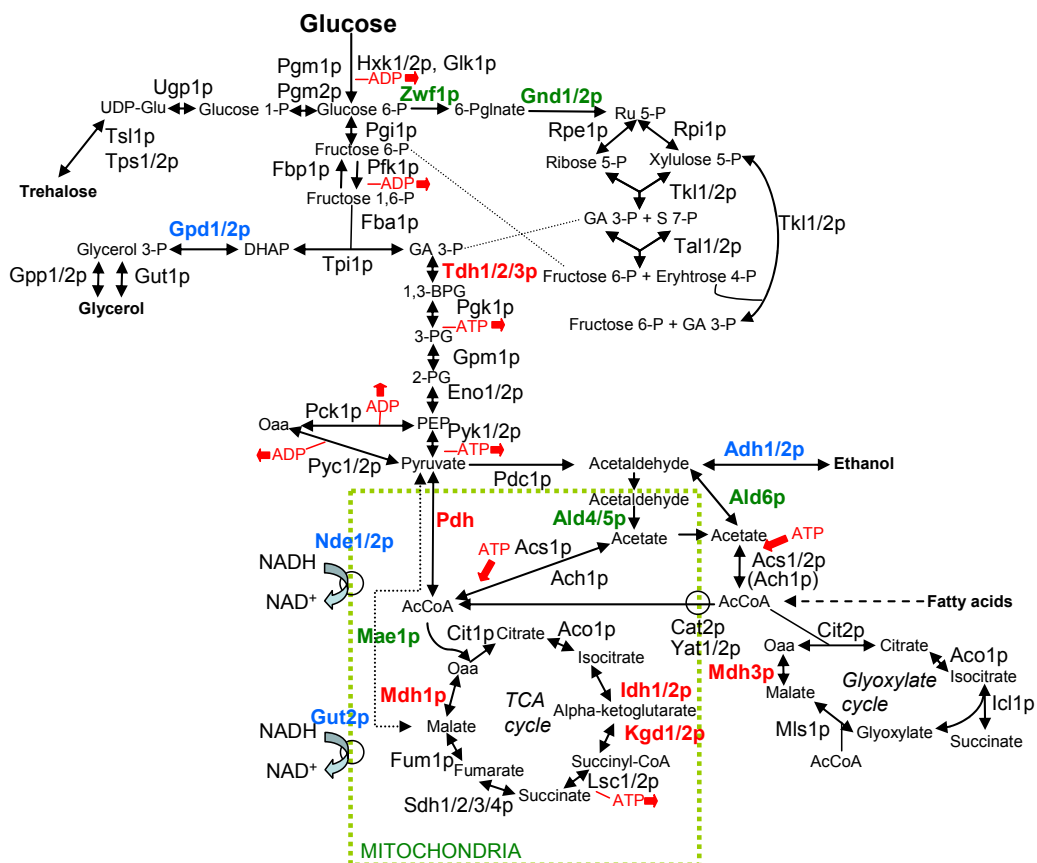 Glucose
Hxk1/2p, Glk1p
ADP
Pgm1p
Pgm2p
Ugp1p
Zwf1p
Gnd1/2p
UDP-Glu
Glucose 1-P
Glucose 6-P
6-Pglnate
Ru 5-P
Tsl1p
Tps1/2p
Trehalose
Pgi1p
Rpe1p
Rpi1p
Fructose 6-P
Ribose 5-P
Xylulose 5-P
Fbp1p
Pfk1p
ADP
Tkl1/2p
Fructose 1,6-P
Fba1p
GA 3-P + S 7-P
Tkl1/2p
Gpd1/2p
Glycerol 3-P
DHAP
Tpi1p
GA 3-P
Tal1/2p
Gpp1/2p
Gut1p
Tdh1/2/3p
Fructose 6-P + Eryhtrose 4-P
Glycerol
1,3-BPG
Pgk1p
ATP
Fructose 6-P + GA 3-P
3-PG
Gpm1p
2-PG
Eno1/2p
Pck1p
ADP
Oaa
PEP
Pyk1/2p
ADP
ATP
Pyc1/2p
Pyruvate
Pdc1p
Acetaldehyde
Adh1/2p
Ethanol
Acetaldehyde
Ald6p
Pdh
Ald4/5p
Nde1/2p
ATP
Acs1p
Acetate
Acetate
ATP
NADH
Acs1/2p
(Ach1p)
Ach1p
NAD+
AcCoA
AcCoA
Fatty acids
Mae1p
Cit1p
Citrate
Aco1p
Cat2p
Yat1/2p
Cit2p
Oaa
Isocitrate
Oaa
Citrate
Aco1p
Mdh1p
TCA
cycle
Idh1/2p
Mdh3p
Glyoxylate
cycle
Isocitrate
Malate
Alpha-ketoglutarate
Malate
Icl1p
Gut2p
Kgd1/2p
Mls1p
Glyoxylate
Succinate
NADH
Fum1p
Succinyl-CoA
AcCoA
NAD+
Fumarate
Lsc1/2p
ATP
Sdh1/2/3/4p
Succinate
MITOCHONDRIA